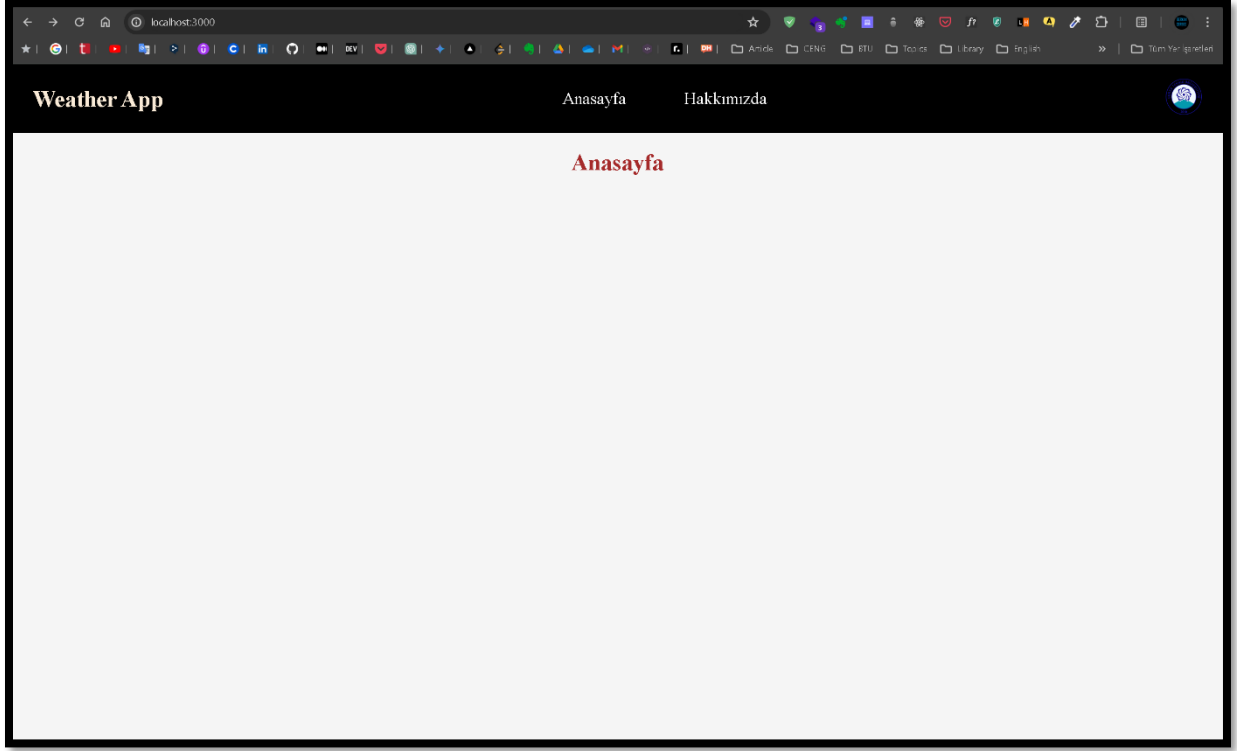 localhost:3000
Article CENG BTU Topics Library English » Tüm Yer İşaretleri
Weather App Anasayfa Hakkımızda
Anasayfa